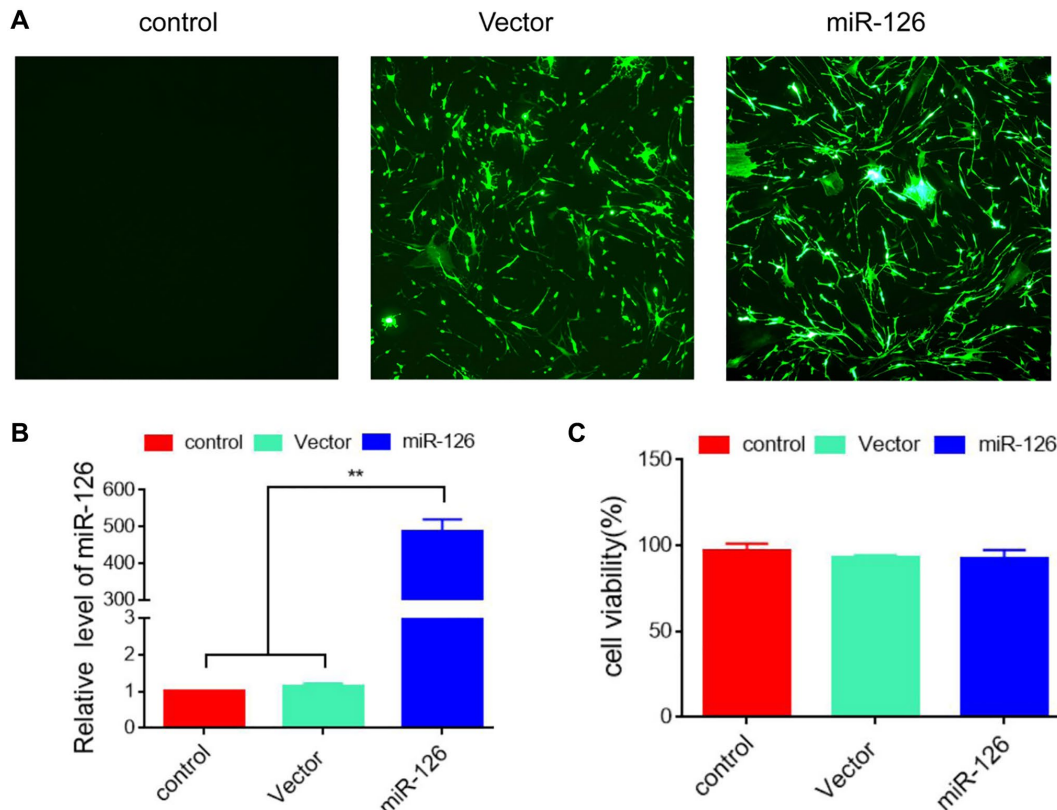 A
control Vector miR-126
B
control Vector miR-126
Relative level of miR-126
**
600
500
400
300
3
2
1
0
control Vector miR-126
C
control Vector miR-126
cell viability(%)
150
100
50
0
control Vector miR-126